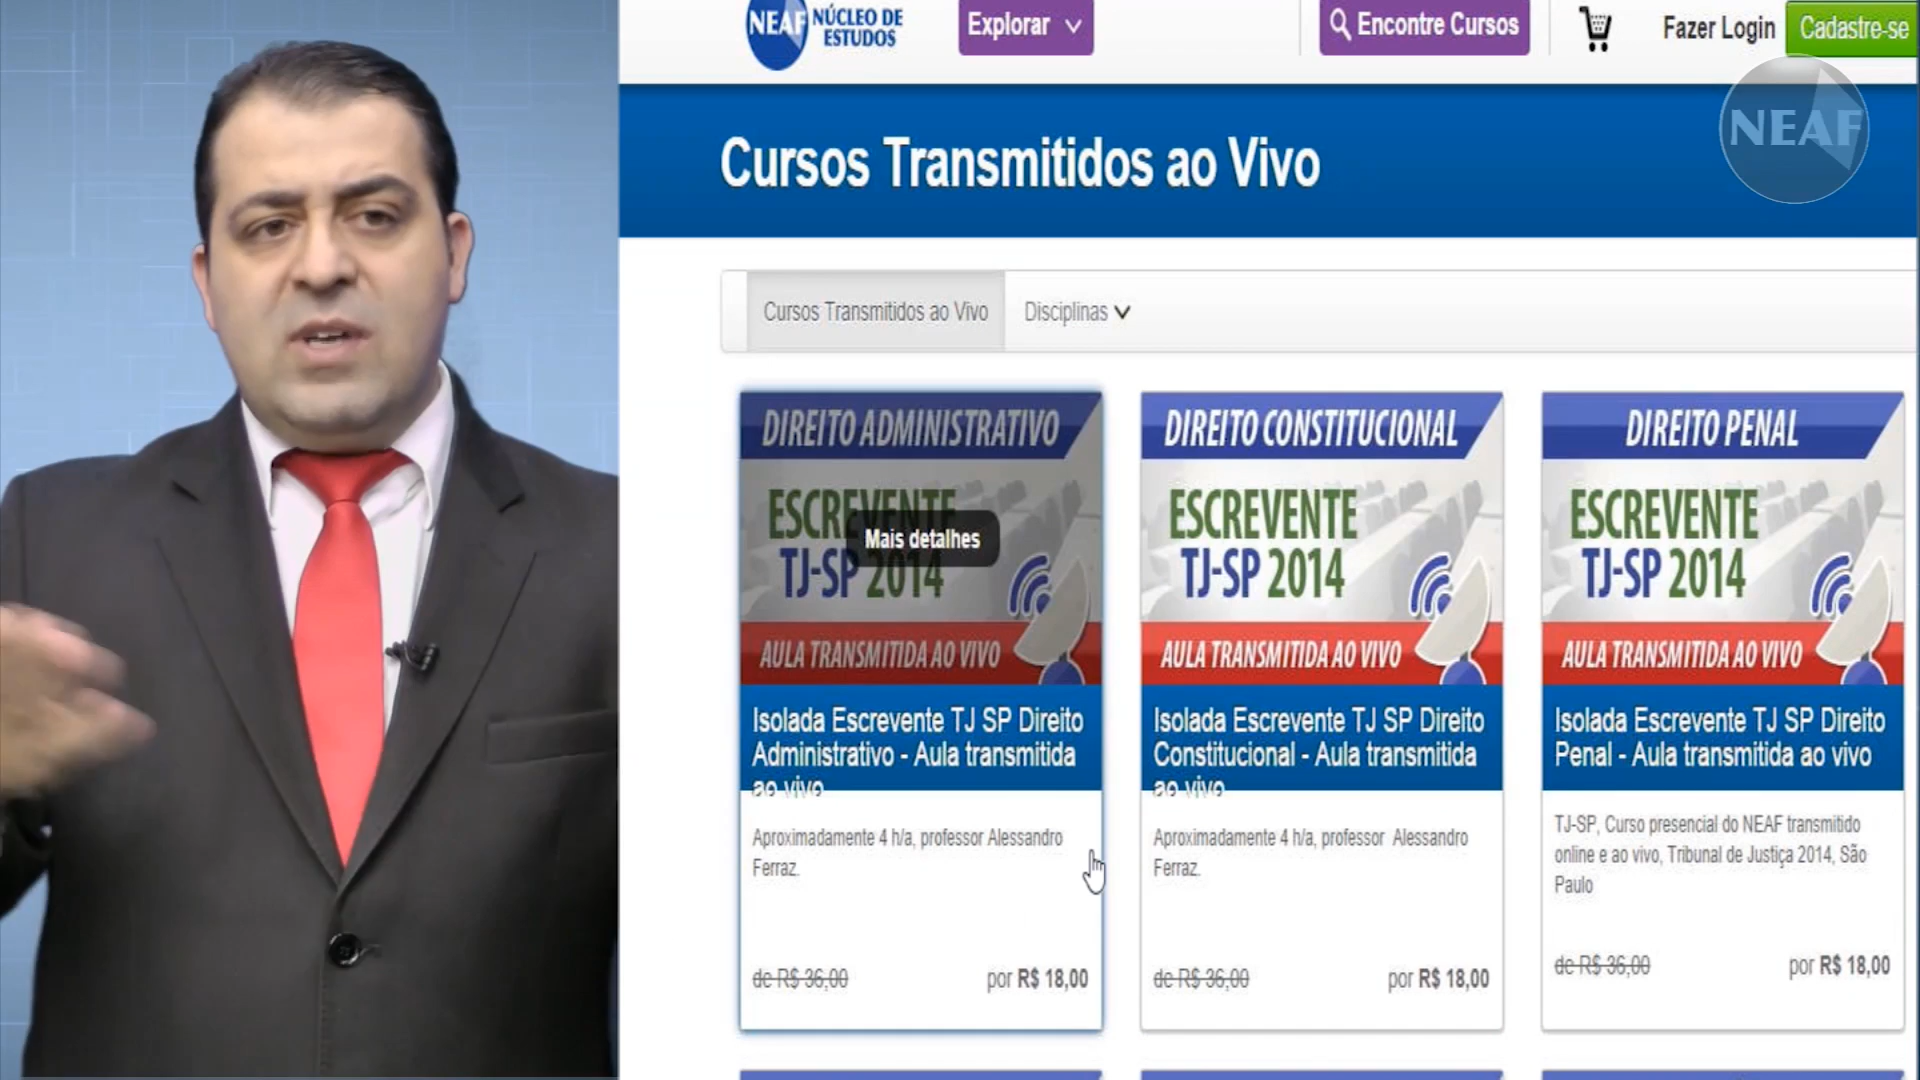 NEAF NÚCLEO DE ESTUDOS
Explorar
Encontre Cursos
Fazer Login
Cadastre-se
NEAF
Cursos Transmitidos ao Vivo
Cursos Transmitidos ao Vivo
Disciplinas
DIREITO ADMINISTRATIVO
ESCREVENTE
TJ-SP 2014
Mais detalhes
AULA TRANSMITIDA AO VIVO
Isolada Escrevente TJ SP Direito
Administrativo - Aula transmitida
ao vivo
Aproximadamente 4 h/a, professor Alessandro
Ferraz.
de R$ 36,00
por R$ 18,00
DIREITO CONSTITUCIONAL
ESCREVENTE
TJ-SP 2014
AULA TRANSMITIDA AO VIVO
Isolada Escrevente TJ SP Direito
Constitucional - Aula transmitida
ao vivo
Aproximadamente 4 h/a, professor Alessandro
Ferraz.
de R$ 36,00
por R$ 18,00
DIREITO PENAL
ESCREVENTE
TJ-SP 2014
AULA TRANSMITIDA AO VIVO
Isolada Escrevente TJ SP Direito
Penal - Aula transmitida ao vivo
TJ-SP, Curso presencial do NEAF transmitido
online e ao vivo, Tribunal de Justiça 2014, São
Paulo
de R$ 36,00
por R$ 18,00